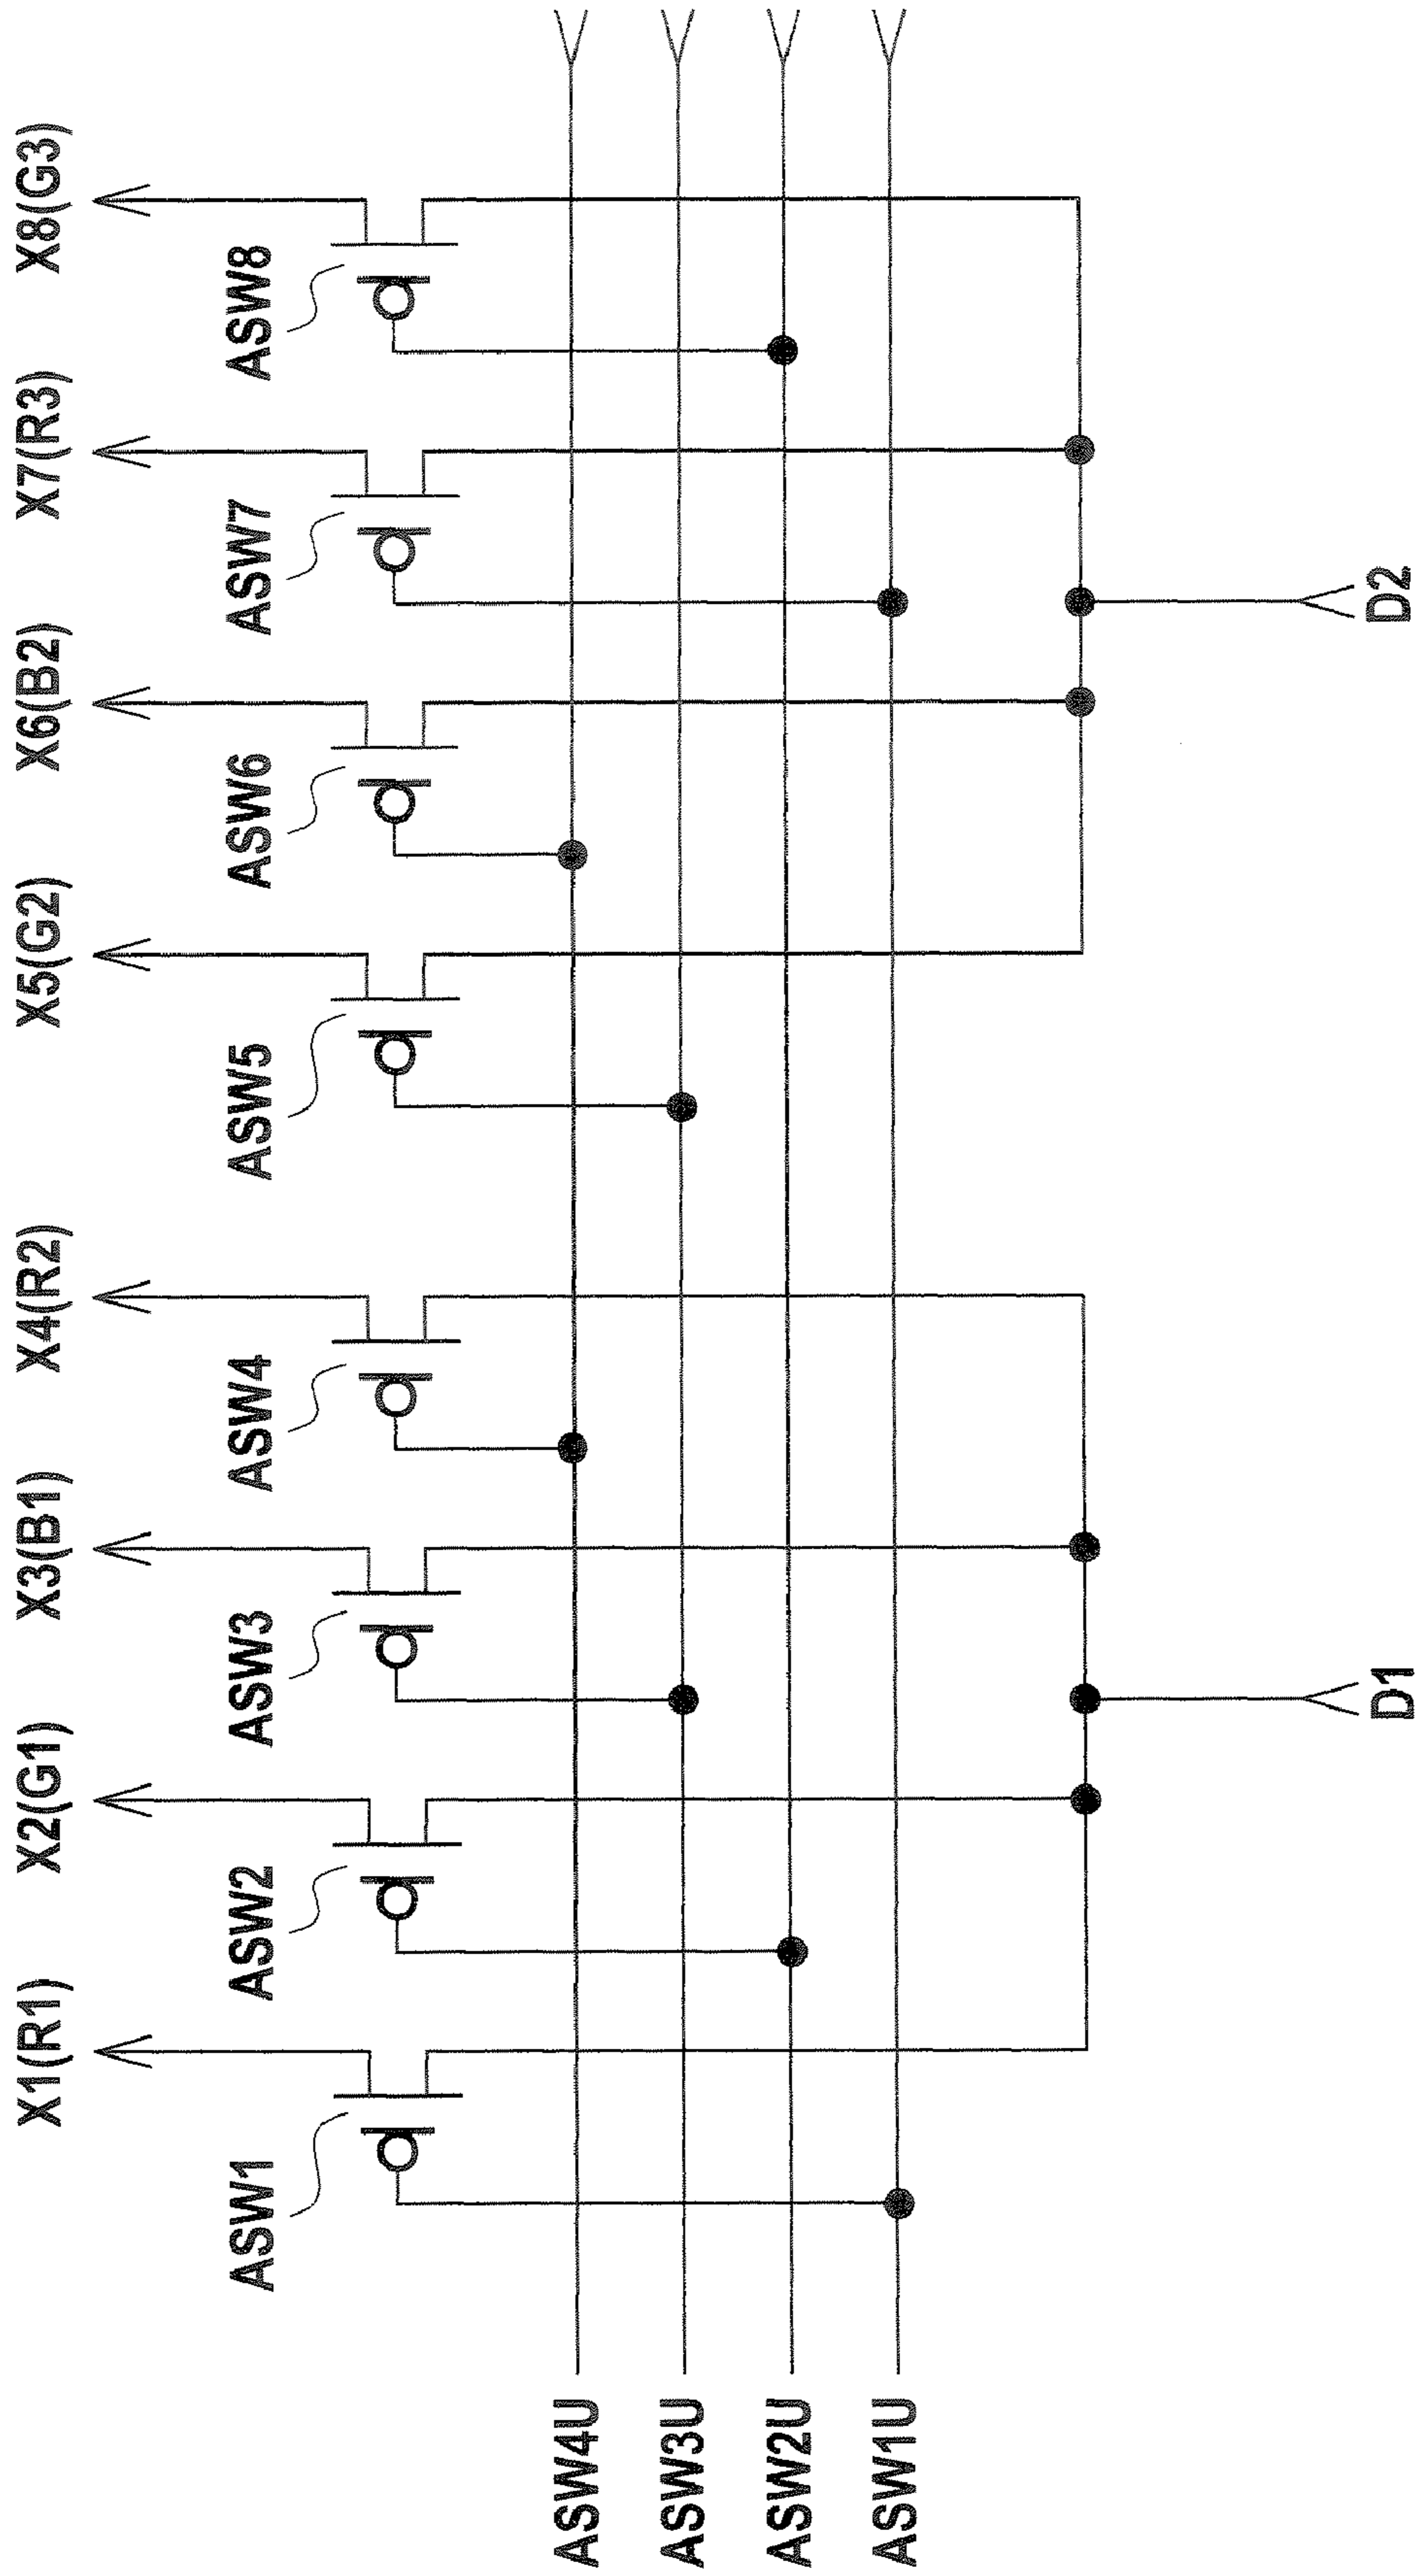 X1(R1)
X2(G1)
X3(B1)
X4(R2)
X5(G2)
X6(B2)
X7(R3)
X8(G3)
ASW1
ASW2
ASW3
ASW4
ASW5
ASW6
ASW7
ASW8
ASW4U
ASW3U
ASW2U
ASW1U
D1
D2